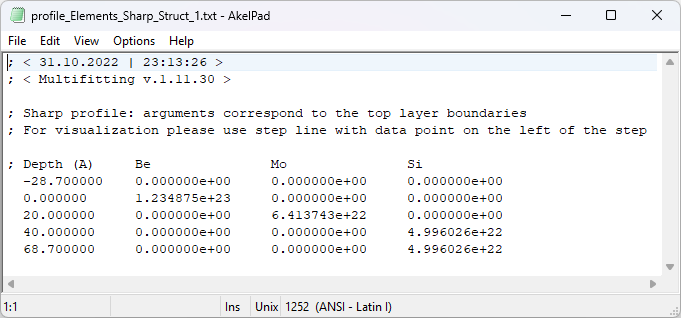 profile_Elements_Sharp_Struct_1.txt - AkelPad
File Edit View Options Help
; < 31.10.2022 | 23:13:26 >
; < Multifitting v.1.11.30 >
; Sharp profile: arguments correspond to the top layer boundaries
; For visualization please use step line with data point on the left of the step
; Depth (A) Be Mo Si
-28.700000 0.000000e+00 0.000000e+00 0.000000e+00
0.000000 1.234875e+23 0.000000e+00 0.000000e+00
20.000000 0.000000e+00 6.413743e+22 0.000000e+00
40.000000 0.000000e+00 0.000000e+00 4.996026e+22
68.700000 0.000000e+00 0.000000e+00 4.996026e+22
1:1 Ins Unix 1252 (ANSI - Latin I)